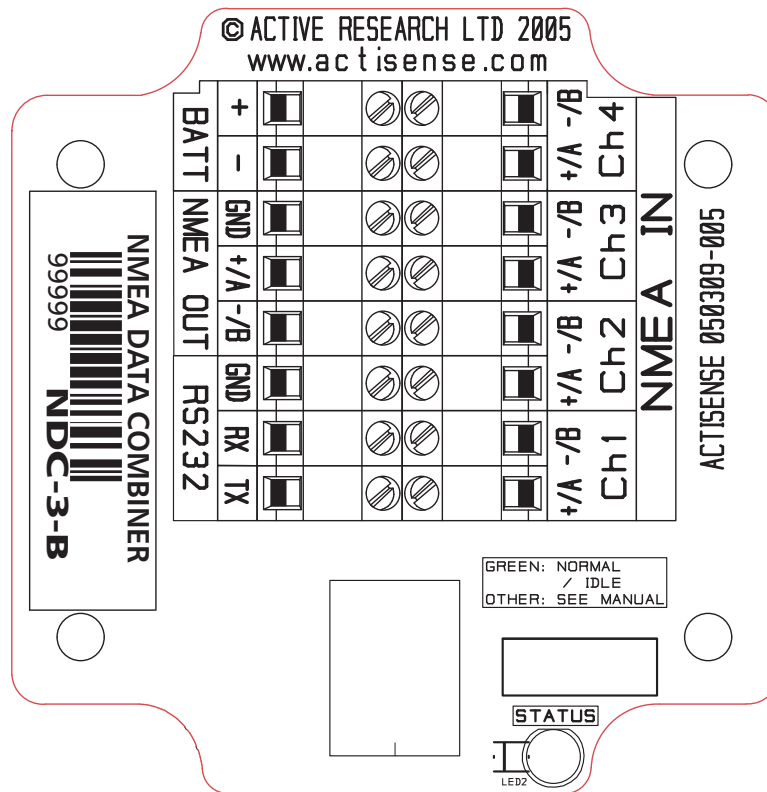 © ACTIVE RESEARCH LTD 2005
www.actisense.com
BATT
+
-
NMEA OUT
GND
+/A
-/B
RS232
GND
RX
TX
-/B
+/A
Ch4
-/B
+/A
Ch3
-/B
+/A
Ch2
-/B
+/A
Ch1
NMEA IN
ACTISENSE 050309-005
NMEA DATA COMBINER
99999
NDC-3-B
GREEN: NORMAL
/ IDLE
OTHER: SEE MANUAL
STATUS
LED2